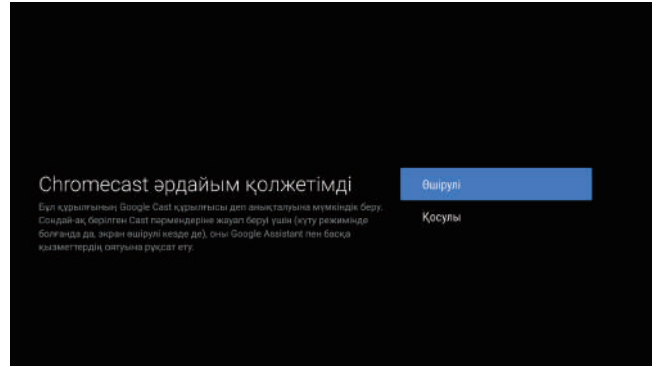 Chromecast әрдайым қолжетімді
Бұл құрылғының Google Cast құрылғысы деп анықталуына мүмкіндік беру.
Сондай-ақ берілген Cast пәрмендеріне жауап беруі үшін (күту режимінде
болғанда да, экран өшірулі кезде де), оны Google Assistant пен басқа
қызметтердің оятуына рұқсат ету.
Өшірулі
Қосулы